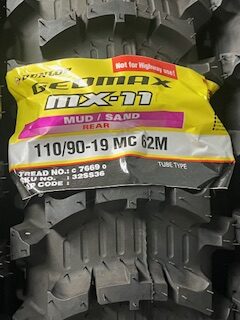 DUNLOP
Not for Highway use!
GEOMAX
MX-11
MUD / SAND
REAR
110/90-19 MC 62M
TUBE TYPE
TREAD NO.: C 7669 0
SKU NO. : 32SS36
CODE :